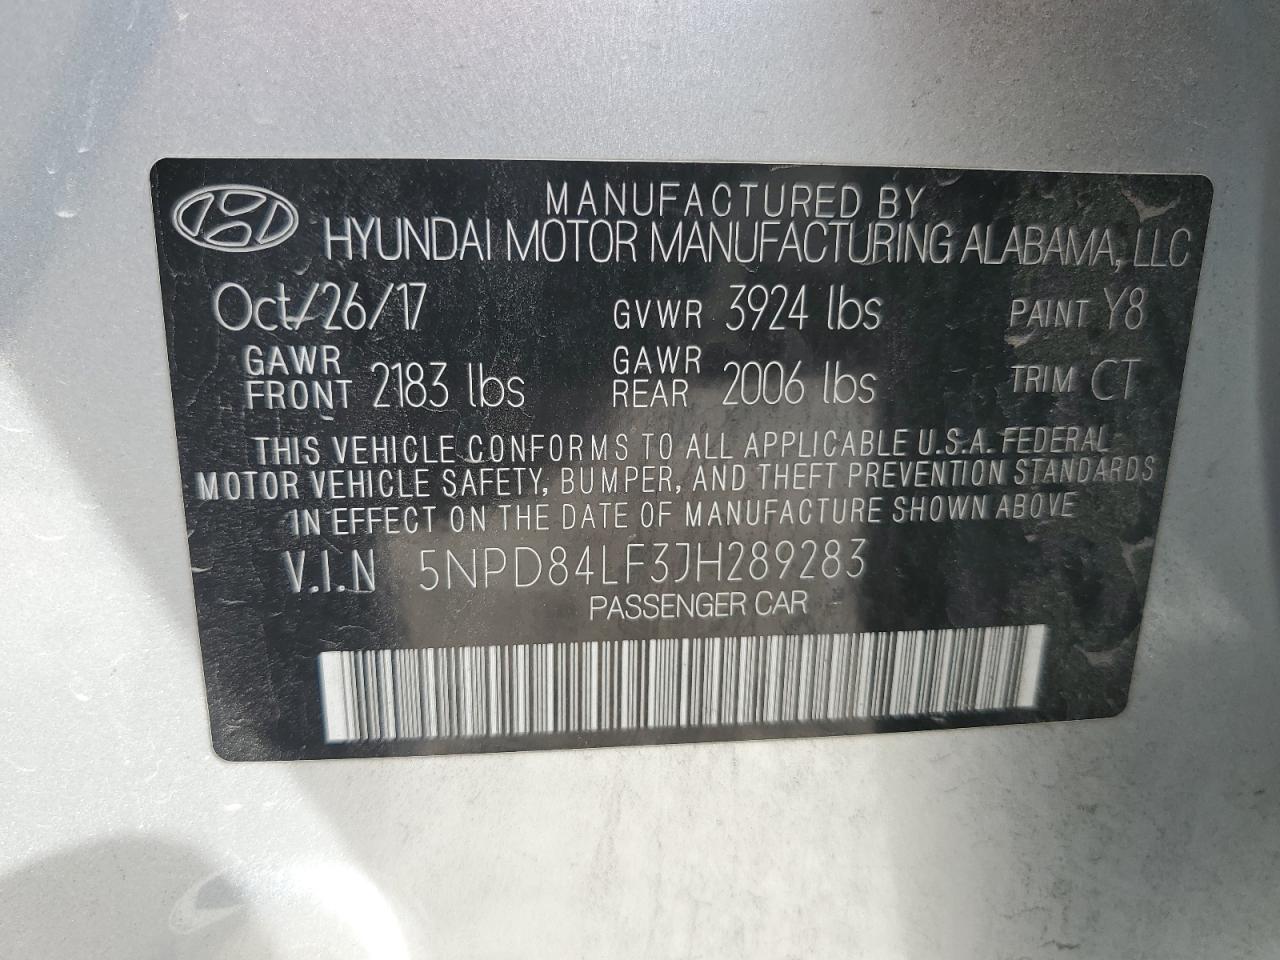 MANUFACTURED BY
HYUNDAI MOTOR MANUFACTURING ALABAMA, LLC
Oct/26/17 GVWR 3924 lbs PAINT Y8
GAWR FRONT 2183 lbs GAWR REAR 2006 lbs TRIM CT
THIS VEHICLE CONFORMS TO ALL APPLICABLE U.S.A. FEDERAL
MOTOR VEHICLE SAFETY, BUMPER, AND THEFT PREVENTION STANDARDS
IN EFFECT ON THE DATE OF MANUFACTURE SHOWN ABOVE
V.I.N 5NPD84LF3JH289283
PASSENGER CAR